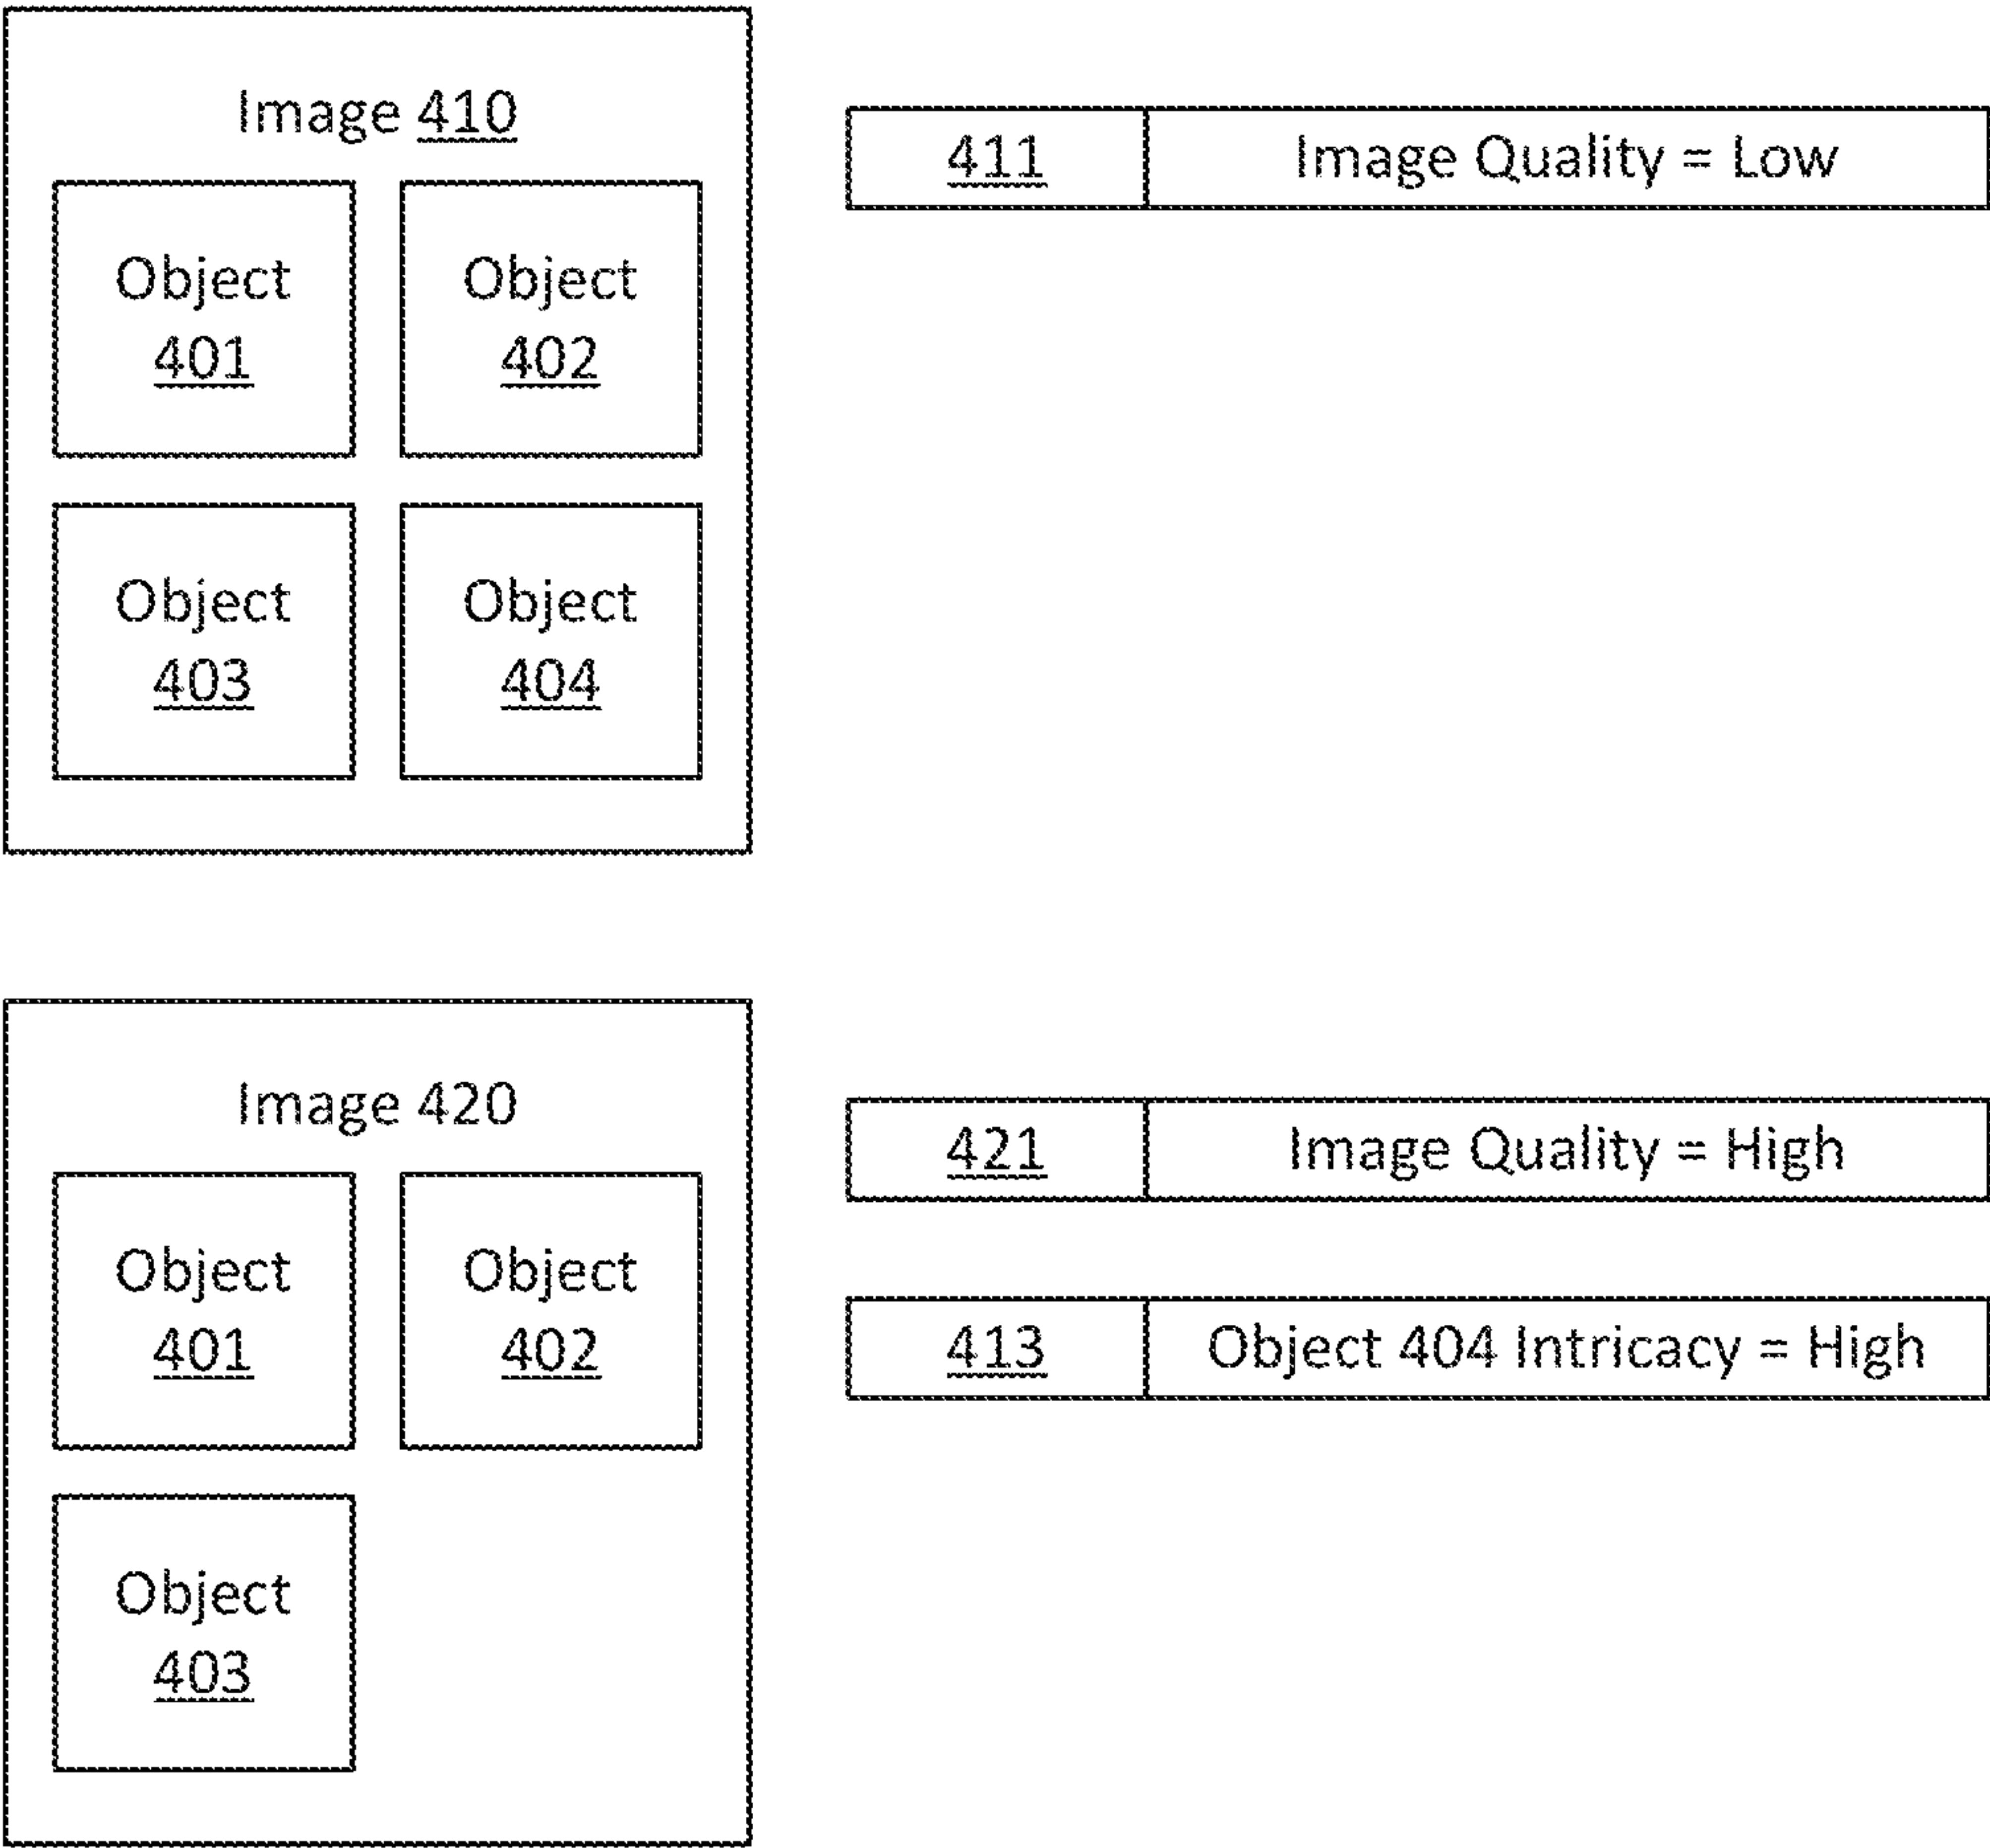 Image 410
411 Image Quality = Low
Object Object
401 402
Object Object
403 404
Image 420
421 Image Quality = High
Object Object
401 402
413 Object 404 Intricacy = High
Object
403